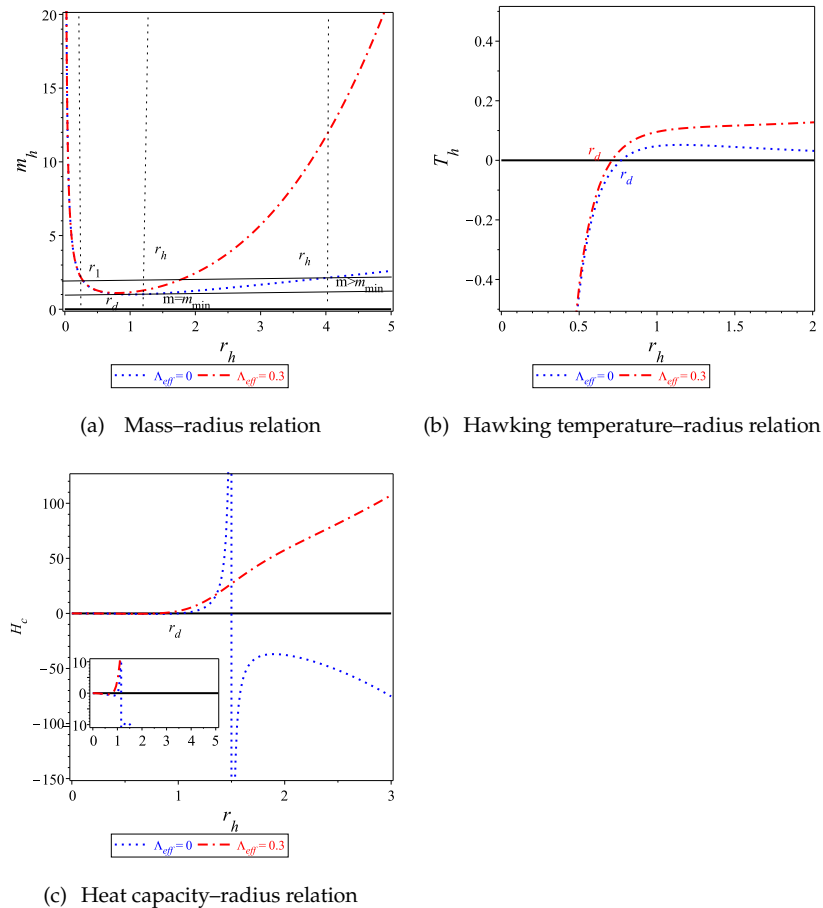 20
15
10
5
0
m_h
r_1
r_d
r_h
r_h
m=m_min
m>m_min
0 1 2 3 4 5
r_h
Λ_eff = 0 Λ_eff = 0.3
(a) Mass–radius relation
0.4
0.2
0
−0.2
−0.4
T_h
r_d
r_d
0 0.5 1 1.5 2
r_h
Λ_eff = 0 Λ_eff = 0.3
(b) Hawking temperature–radius relation
100
50
0
−50
−100
−150
H_c
r_d
10
0
10
0 1 2 3 4 5
0 1 2 3
r_h
Λ_eff = 0 Λ_eff = 0.3
(c) Heat capacity–radius relation